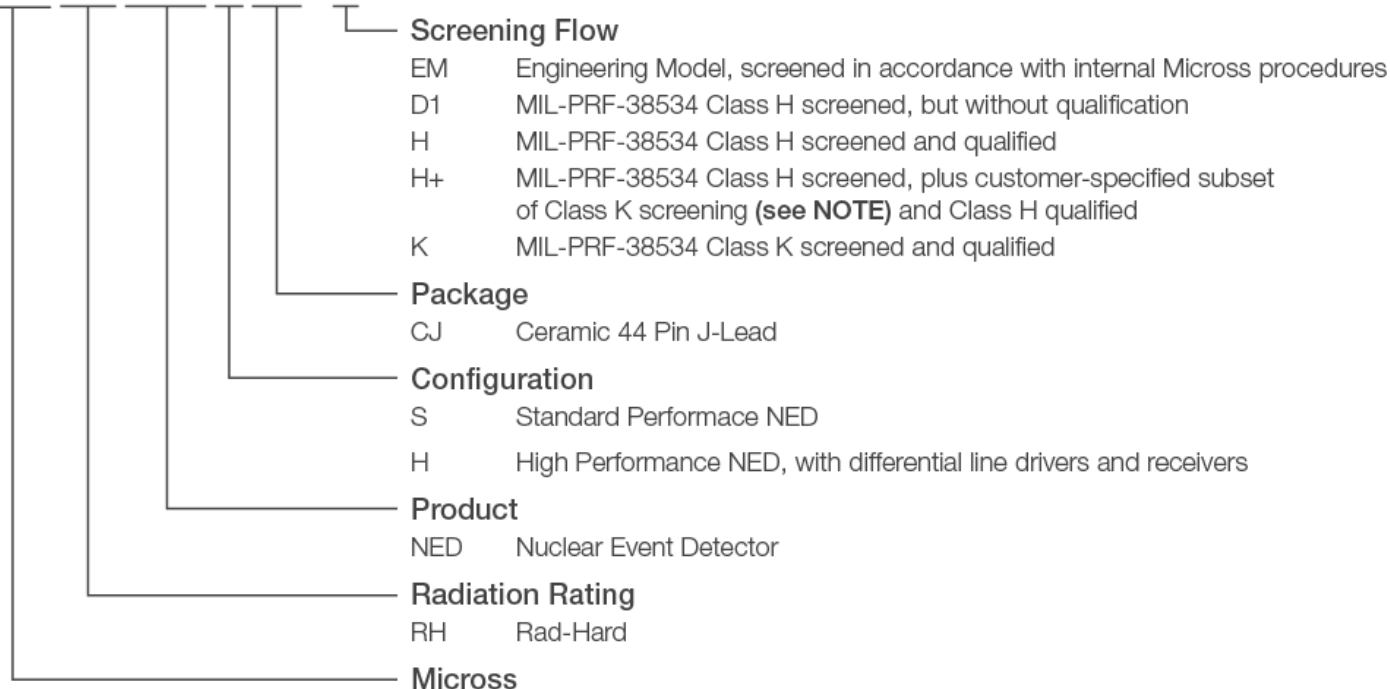 Screening Flow
EM Engineering Model, screened in accordance with internal Micross procedures
D1 MIL-PRF-38534 Class H screened, but without qualification
H MIL-PRF-38534 Class H screened and qualified
H+ MIL-PRF-38534 Class H screened, plus customer-specified subset
of Class K screening (see NOTE) and Class H qualified
K MIL-PRF-38534 Class K screened and qualified
Package
CJ Ceramic 44 Pin J-Lead
Configuration
S Standard Performace NED
H High Performance NED, with differential line drivers and receivers
Product
NED Nuclear Event Detector
Radiation Rating
RH Rad-Hard
Micross